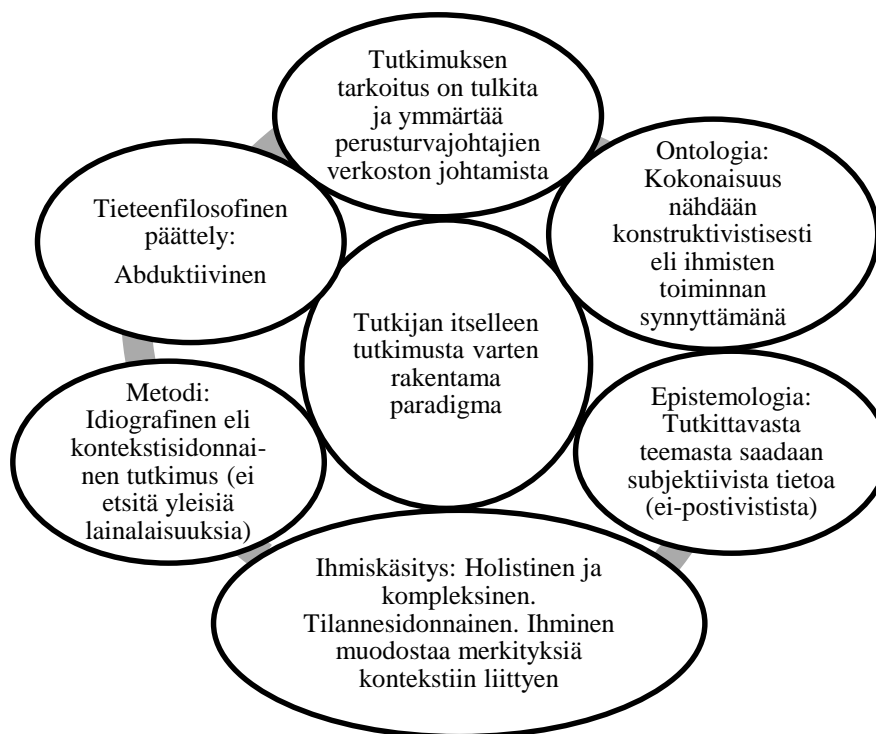 Tutkimuksen
tarkoitus on tulkita
ja ymmärtää
perusturvajohtajien
verkoston johtamista
Ontologia:
Kokonaisuus
nähdään
konstruktivistisesti
eli ihmisten
toiminnan
synnyttämänä
Epistemologia:
Tutkittavasta
teemasta saadaan
subjektiivista tietoa
(ei-postivistista)
Ihmiskäsitys: Holistinen ja
kompleksinen.
Tilannesidonnainen. Ihminen
muodostaa merkityksiä
kontekstiin liittyen
Metodi:
Idiografinen eli
kontekstisidonnai-
nen tutkimus (ei
etsitä yleisiä
lainalaisuuksia)
Tieteenfilosofinen
päättely:
Abduktiivinen
Tutkijan itselleen
tutkimusta varten
rakentama
paradigma